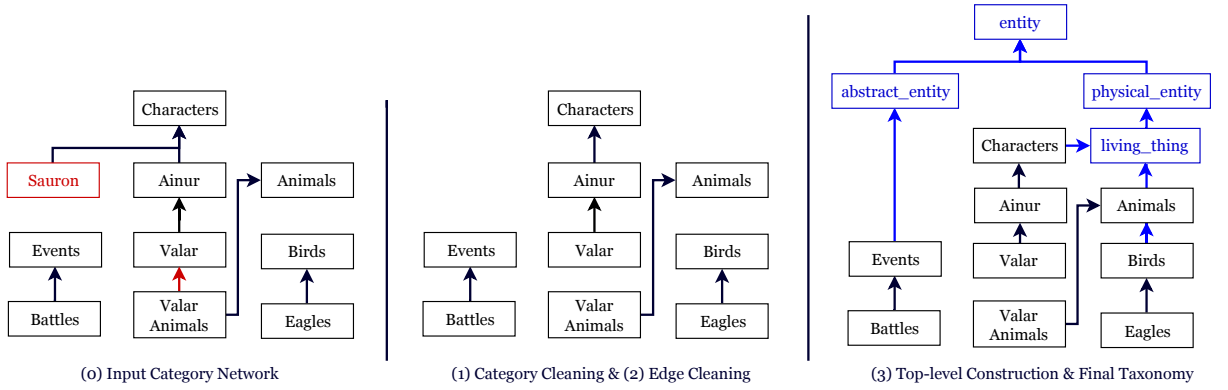 Characters
Sauron
Ainur
Animals
Events
Valar
Birds
Battles
Valar
Animals
Eagles
(0) Input Category Network
Characters
Ainur
Animals
Events
Valar
Birds
Battles
Valar
Animals
Eagles
(1) Category Cleaning & (2) Edge Cleaning
entity
abstract_entity
physical_entity
Characters
living_thing
Ainur
Animals
Events
Valar
Birds
Battles
Valar
Animals
Eagles
(3) Top-level Construction & Final Taxonomy